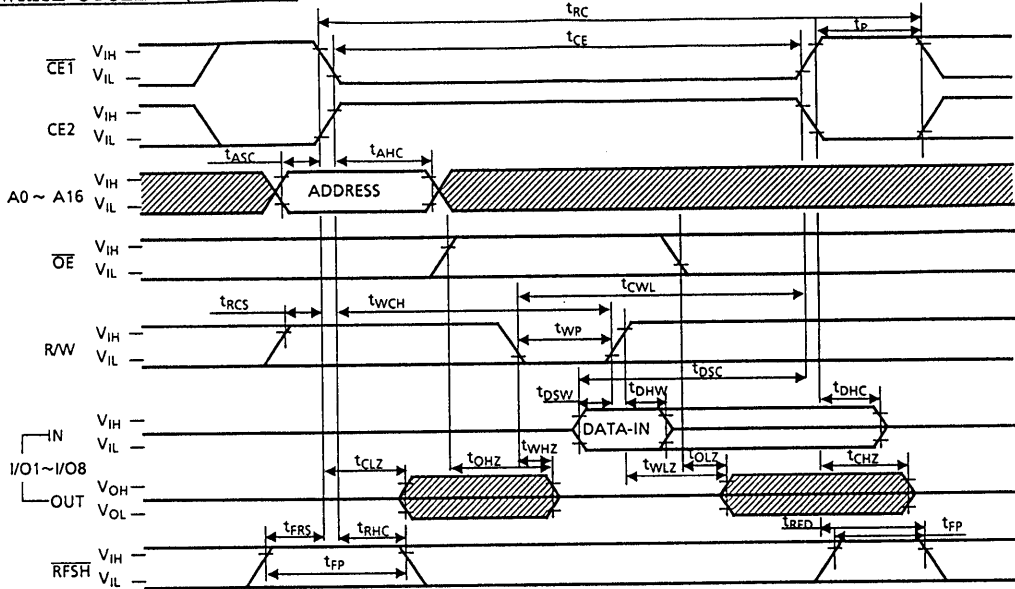 tRC
tCE
tP
CE1 VIH
VIL
CE2 VIH
VIL
tASC
tAHC
A0 ~ A16 VIH
VIL
ADDRESS
OE VIH
VIL
tCWL
tRCS
tWCH
tWP
R/W VIH
VIL
tDSC
tDSW
tDHW
tDHC
IN VIH
VIL
DATA-IN
I/O1~I/O8
tCLZ
tOHZ
tWHZ
tWLZ
tOLZ
tCHZ
OUT VOH
VOL
tFRS
tRHC
tRFD
tFP
RFSH VIH
VIL
tFP